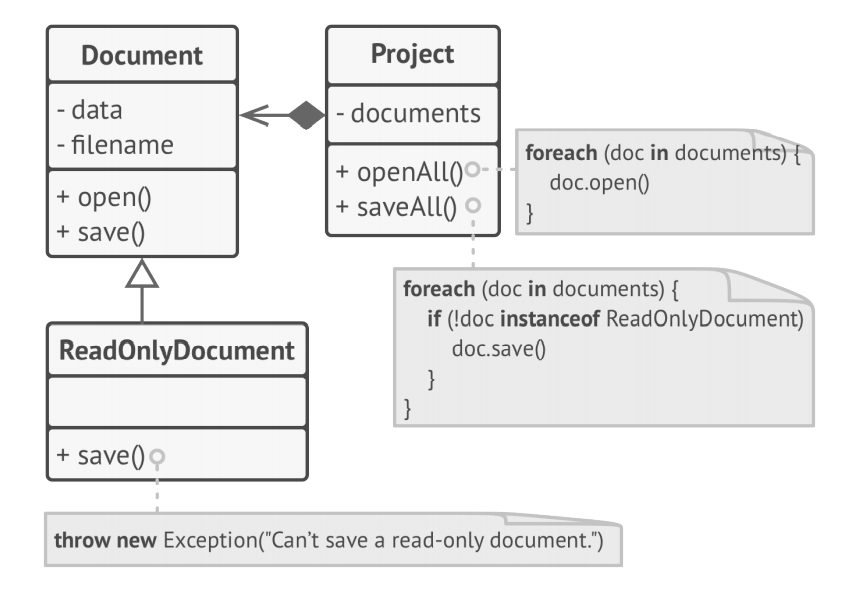 Document
- data
- filename
+ open()
+ save()
Project
- documents
+ openAll()
+ saveAll()
foreach (doc in documents) {
doc.open()
}
foreach (doc in documents) {
if (!doc instanceof ReadOnlyDocument)
doc.save()
}
}
ReadOnlyDocument
+ save()
throw new Exception("Can't save a read-only document.")